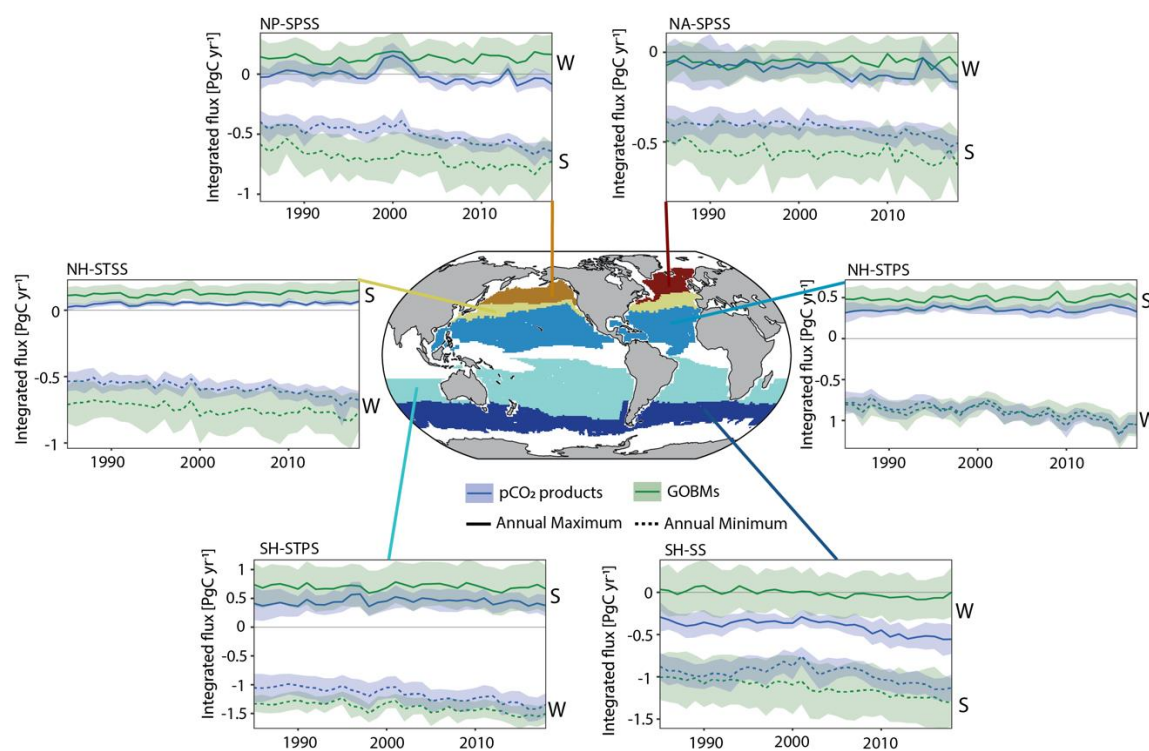 NP-SPSS
Integrated flux [PgC yr⁻¹]
0
-0.5
-1
1990 2000 2010
W
S
NA-SPSS
Integrated flux [PgC yr⁻¹]
0
-0.5
1990 2000 2010
W
S
NH-STSS
Integrated flux [PgC yr⁻¹]
0
-0.5
-1
1990 2000 2010
S
W
NH-STPS
Integrated flux [PgC yr⁻¹]
0.5
0
-0.5
1
1990 2000 2010
S
W
pCO₂ products GOBMs
Annual Maximum Annual Minimum
SH-STPS
Integrated flux [PgC yr⁻¹]
1
0.5
0
-0.5
-1
-1.5
1990 2000 2010
S
W
SH-SS
Integrated flux [PgC yr⁻¹]
0
-0.5
-1
-1.5
1990 2000 2010
W
S